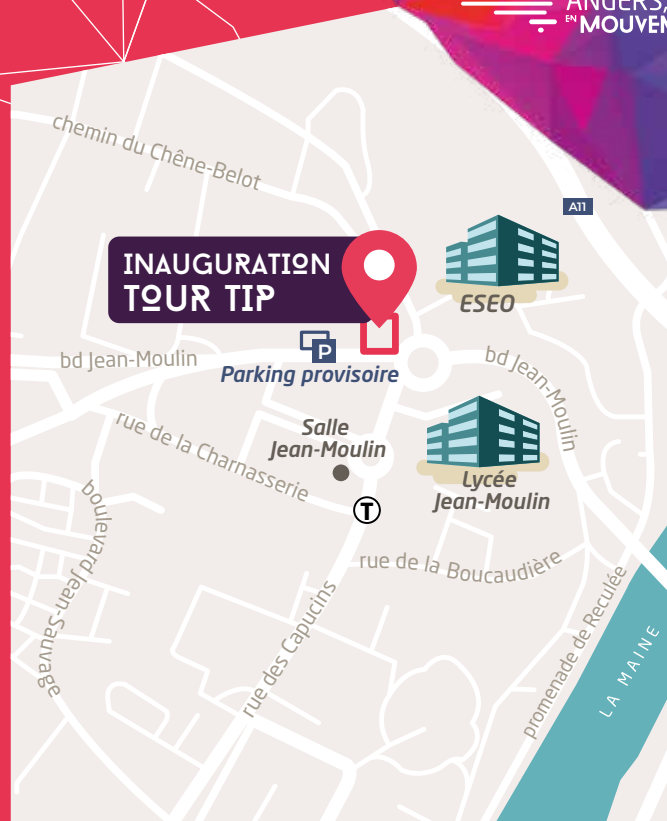 ANGERS,
EN MOUVEM
chemin du Chêne-Belot
A11
INAUGURATION
TOUR TIP
ESEO
P
Parking provisoire
bd Jean-Moulin
bd Jean-Moulin
rue de la Charnasserie
Salle
Jean-Moulin
Lycée
Jean-Moulin
T
boulevard Jean-Sauvage
rue de la Boucaudière
rue des Capucins
promenade de Reculée
LA MAINE